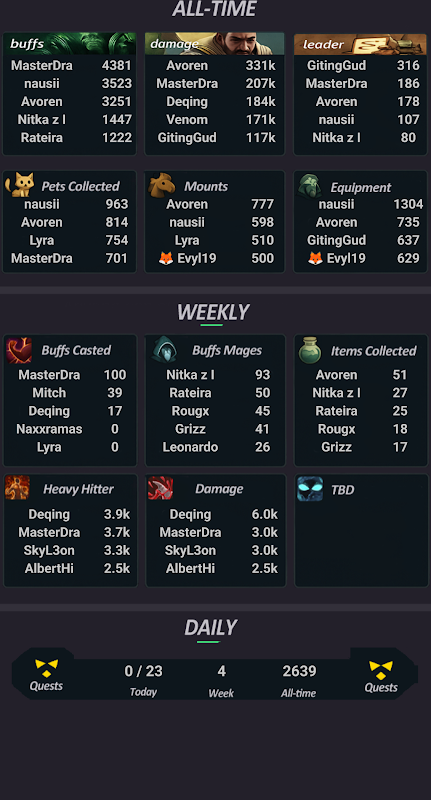 ALL-TIME
buffs
MasterDra 4381
nausii 3523
Avoren 3251
Nitka z l 1447
Rateira 1222
damage
Avoren 331k
MasterDra 207k
Deqing 184k
Venom 171k
GitingGud 117k
leader
GitingGud 316
MasterDra 186
Avoren 178
nausii 107
Nitka z l 80
Pets Collected
nausii 963
Avoren 814
Lyra 754
MasterDra 701
Mounts
Avoren 777
nausii 598
Lyra 510
🦊 Evyl19 500
Equipment
nausii 1304
Avoren 735
GitingGud 637
🦊 Evyl19 629
WEEKLY
Buffs Casted
MasterDra 100
Mitch 39
Deqing 17
Naxxramas 0
Lyra 0
Buffs Mages
Nitka z l 93
Rateira 50
Rougx 45
Grizz 41
Leonardo 26
Items Collected
Avoren 51
Nitka z l 27
Rateira 25
Rougx 18
Grizz 17
Heavy Hitter
Deqing 3.9k
MasterDra 3.7k
SkyL3on 3.3k
AlbertHi 2.5k
Damage
Deqing 6.0k
MasterDra 3.0k
SkyL3on 3.0k
AlbertHi 2.5k
TBD
DAILY
Quests
0 / 23 4 2639
Today Week All-time
Quests